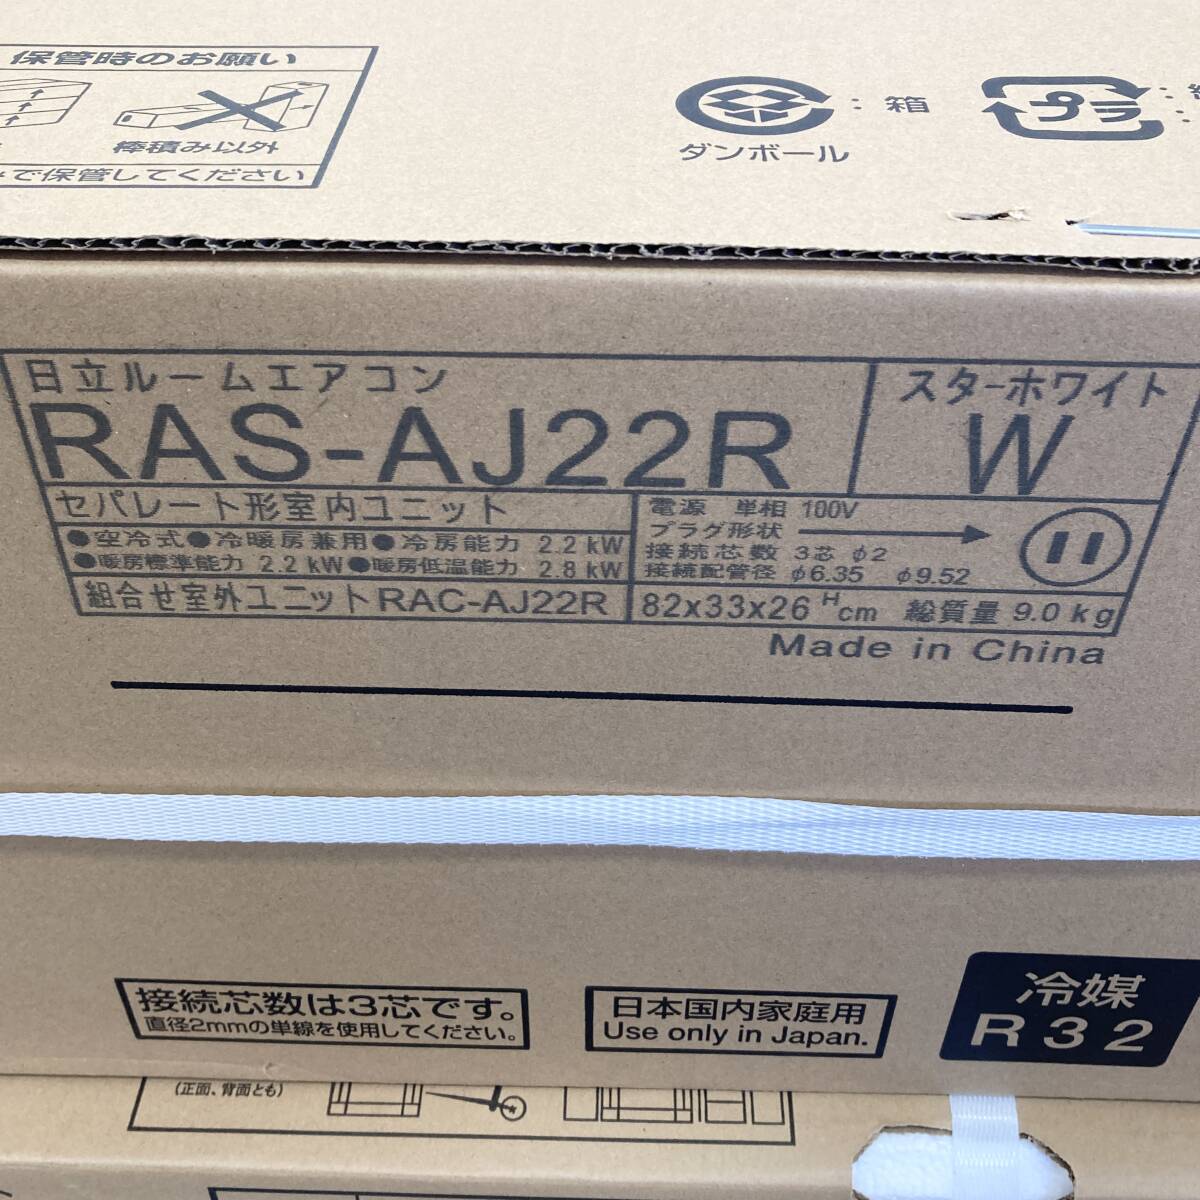 保管時のお願い
棒積み以外
で保管してください
ダンボール
：箱
プラ
：
日立ルームエアコン
RAS-AJ22R
スターホワイト
W
セパレート形室内ユニット
●空冷式●冷暖房兼用●冷房能力 2.2 kW
●暖房標準能力 2.2 kW●暖房低温能力 2.8 kW
組合せ室外ユニットRAC-AJ22R
電源 単相 100V
プラグ形状
接続芯数 3芯 φ2
接続配管径 φ6.35 φ9.52
82x33x26 H cm 総質量 9.0 kg
Made in China
接続芯数は3芯です。
直径2mmの単線を使用してください。
日本国内家庭用
Use only in Japan.
冷媒
R32
(正面、背面とも)